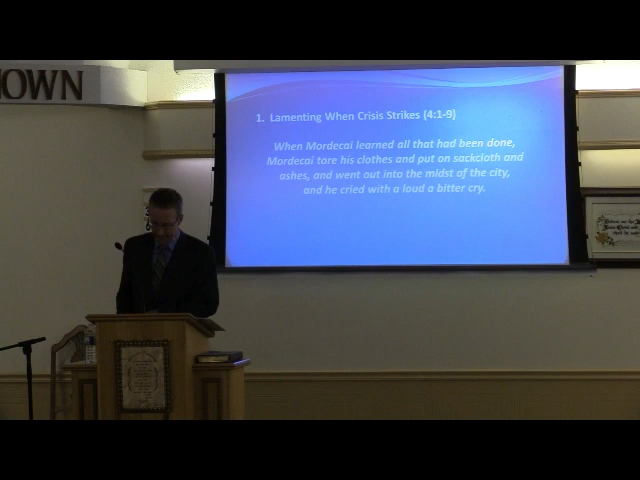 OWN
1. Lamenting When Crisis Strikes (4:1-9)
When Mordecai learned all that had been done,
Mordecai tore his clothes and put on sackcloth and
ashes, and went out into the midst of the city,
and he cried with a loud a bitter cry.